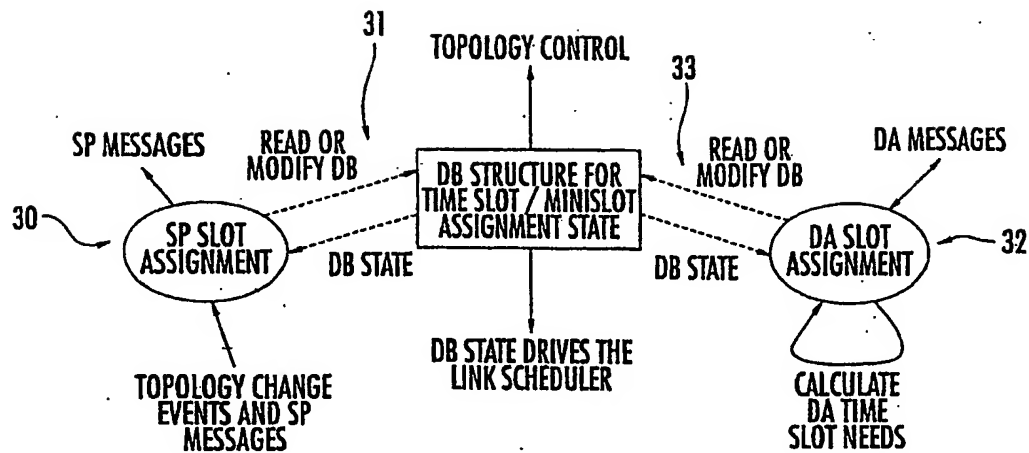 31
TOPOLOGY CONTROL
33
SP MESSAGES
READ OR
MODIFY DB
READ OR
MODIFY DB
DA MESSAGES
DB STRUCTURE FOR
TIME SLOT / MINISLOT
ASSIGNMENT STATE
30
SP SLOT
ASSIGNMENT
DB STATE
DB STATE
DA SLOT
ASSIGNMENT
32
TOPOLOGY CHANGE
EVENTS AND SP
MESSAGES
DB STATE DRIVES THE
LINK SCHEDULER
CALCULATE
DA TIME
SLOT NEEDS